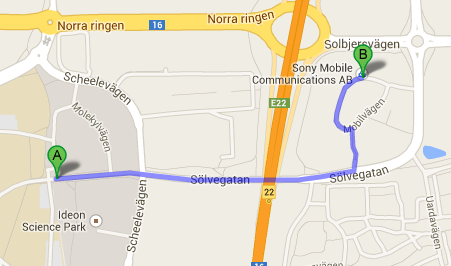 Norra ringen
16
Norra ringen
Solbjersvägen
B
Sony Mobile
Communications AB
Scheelevägen
E22
Molekylvägen
Mobilvägen
A
Sölvegatan
Sölvegatan
22
Ideon
Science Park
Scheelevägen
Uardavägen
16
avägen